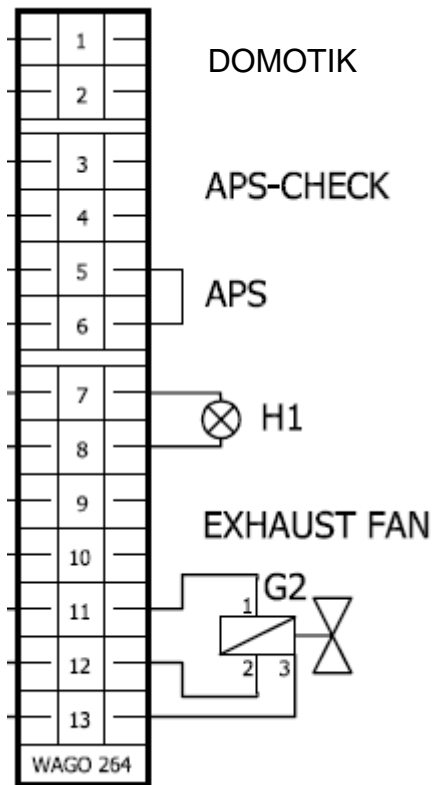 1
DOMOTIK
2
3
APS-CHECK
4
5
APS
6
7
H1
8
9
EXHAUST FAN
10
G2
11
1
12
2 3
13
WAGO 264